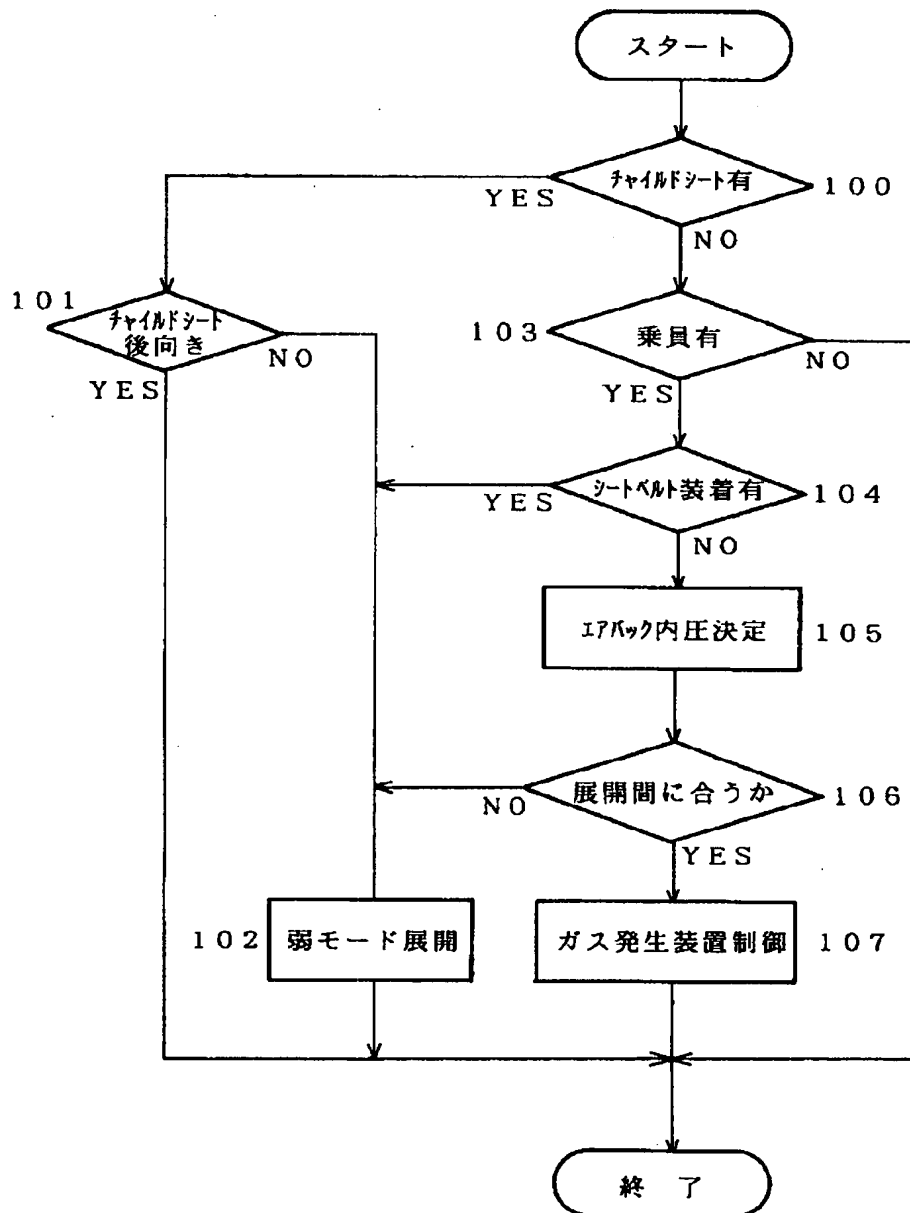 スタート
チャイルドシート有
100
YES
NO
101
チャイルドシート
後向き
NO
YES
103
乗員有
NO
YES
シートベルト装着有
104
YES
NO
エアバック内圧決定
105
展開間に合うか
106
NO
YES
102
弱モード展開
ガス発生装置制御
107
終了